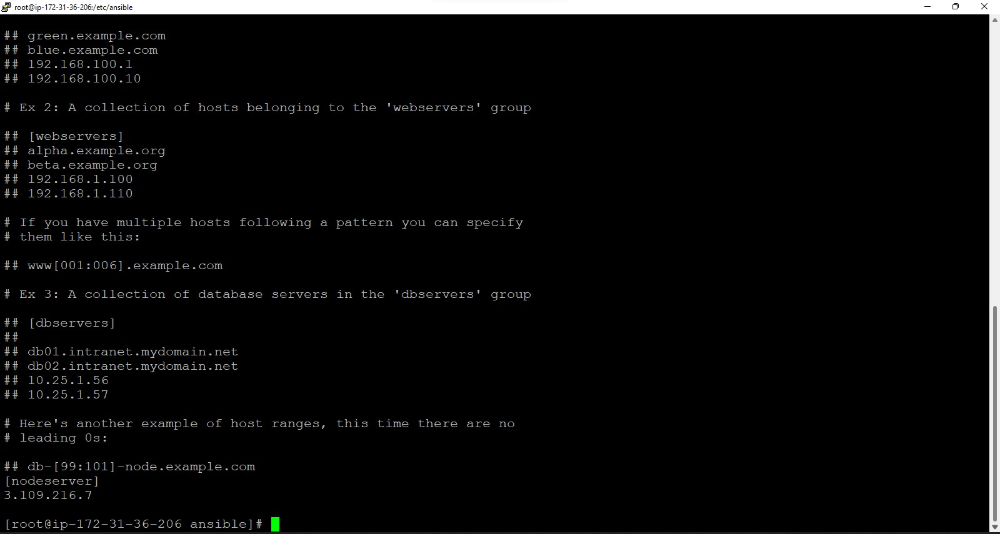 root@ip-172-31-36-206:/etc/ansible
## green.example.com
## blue.example.com
## 192.168.100.1
## 192.168.100.10
# Ex 2: A collection of hosts belonging to the 'webservers' group
## [webservers]
## alpha.example.org
## beta.example.org
## 192.168.1.100
## 192.168.1.110
# If you have multiple hosts following a pattern you can specify
# them like this:
## www[001:006].example.com
# Ex 3: A collection of database servers in the 'dbservers' group
## [dbservers]
##
## db01.intranet.mydomain.net
## db02.intranet.mydomain.net
## 10.25.1.56
## 10.25.1.57
# Here's another example of host ranges, this time there are no
# leading 0s:
## db-[99:101]-node.example.com
[nodeserver]
3.109.216.7
[root@ip-172-31-36-206 ansible]#